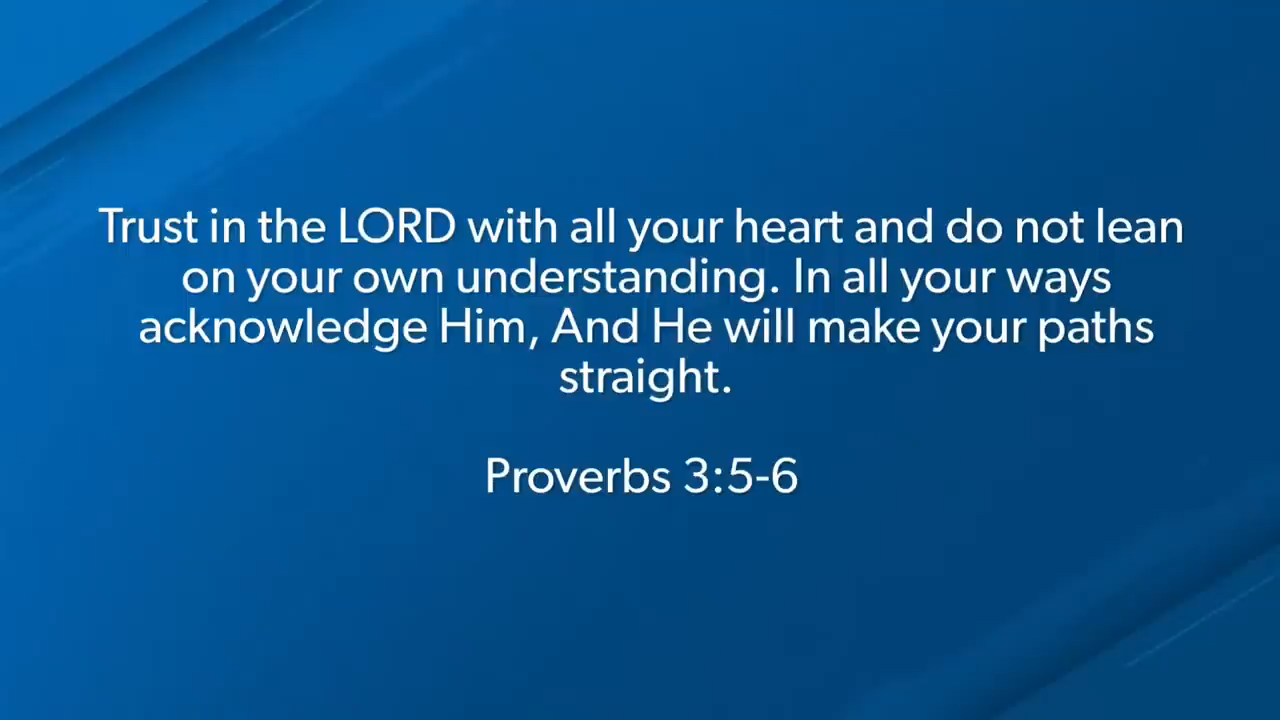 Trust in the LORD with all your heart and do not lean
on your own understanding. In all your ways
acknowledge Him, And He will make your paths
straight.
Proverbs 3:5-6